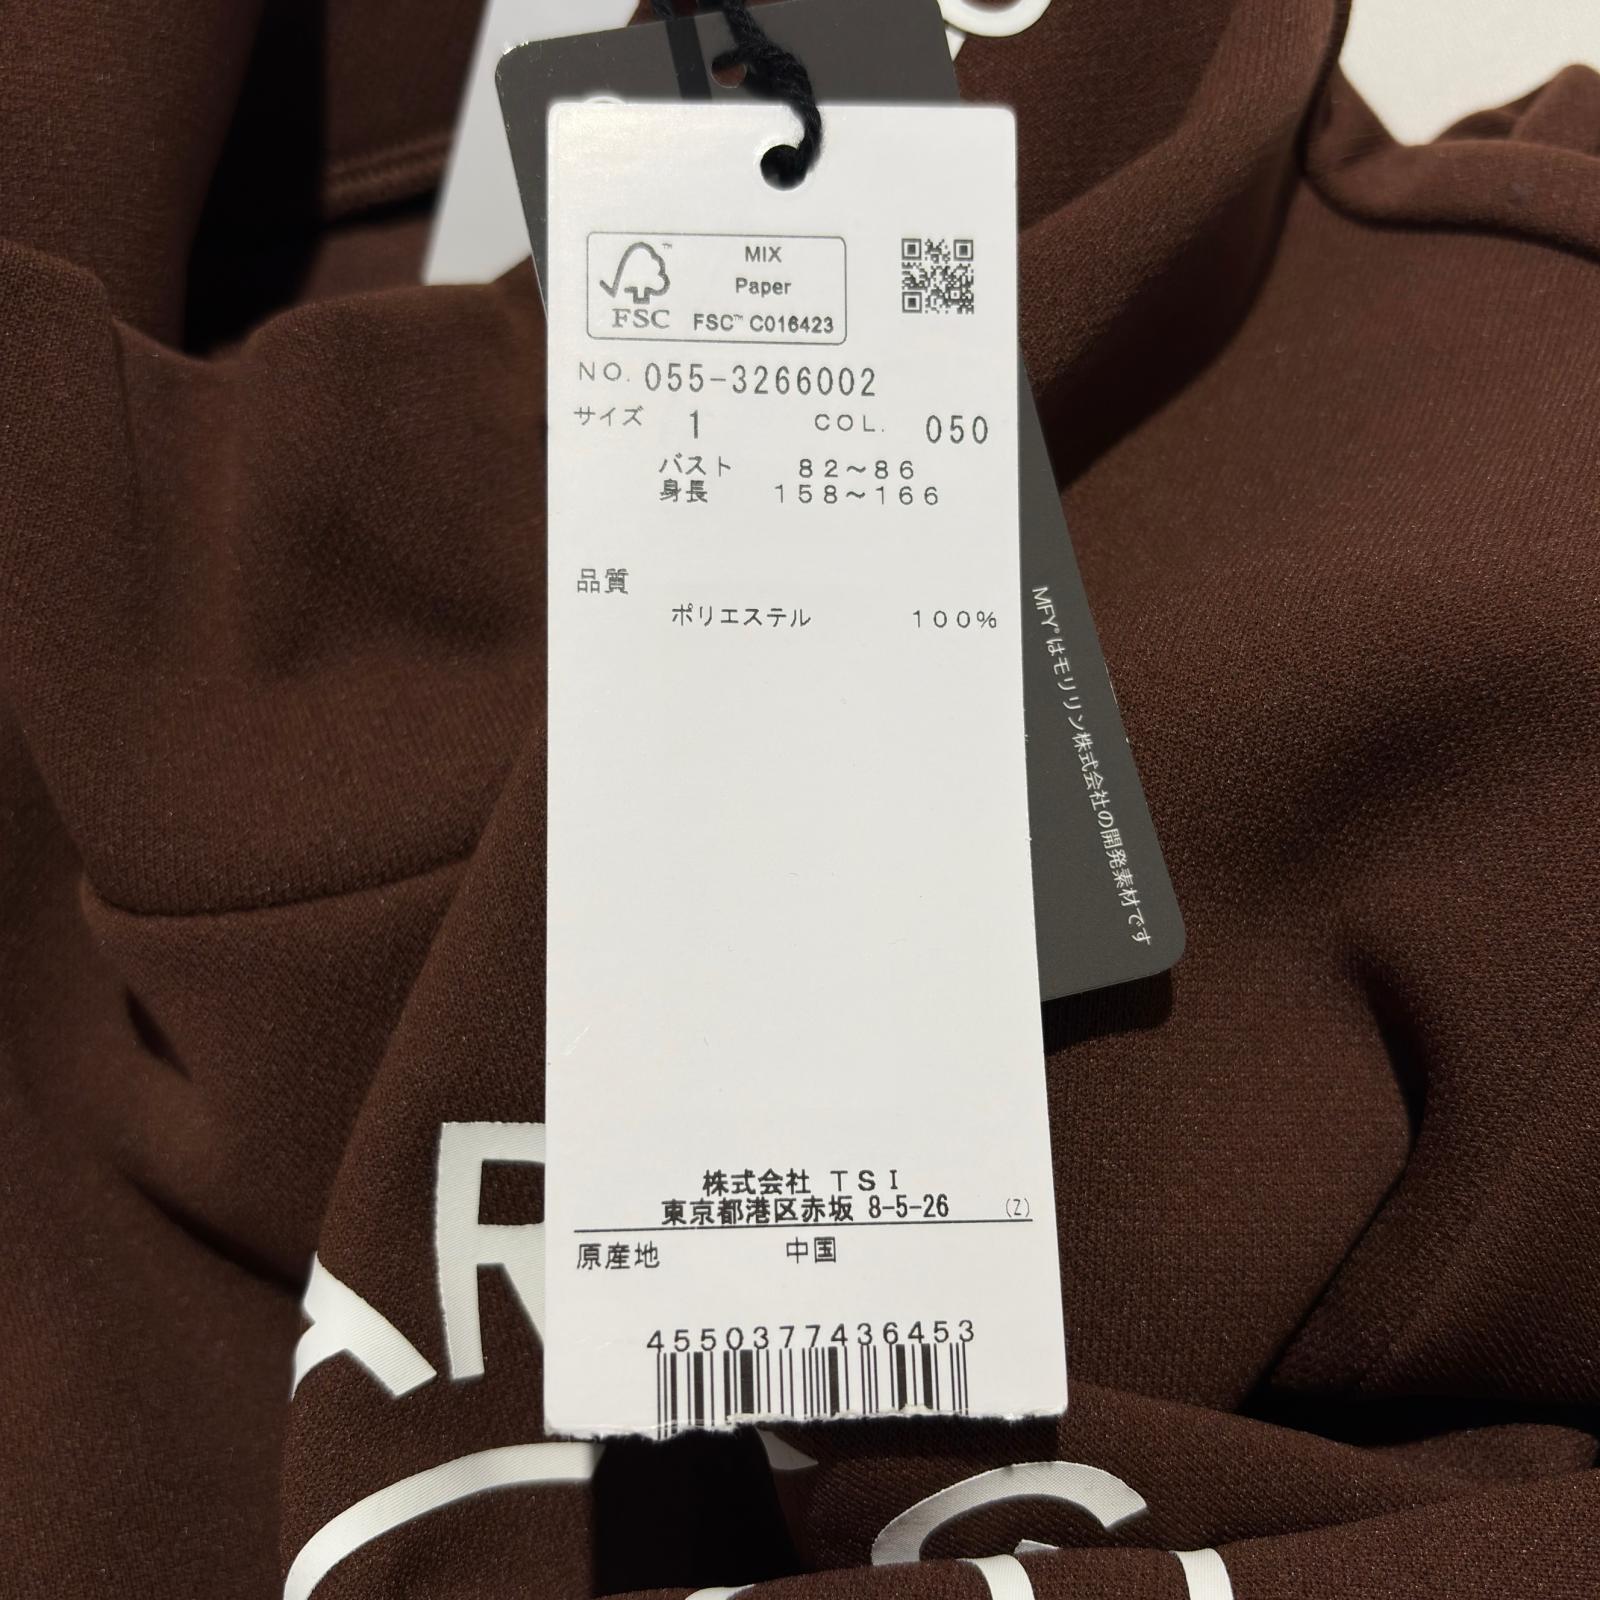 MIX
Paper
FSC™ C016423
FSC
NO. 055-3266002
サイズ 1 COL. 050
バスト 82～86
身長 158～166
品質
ポリエステル 100%
MFY®はモリリン株式会社の開発素材です
株式会社 TSI
東京都港区赤坂 8-5-26 (Z)
原産地 中国
4550377436453
AR